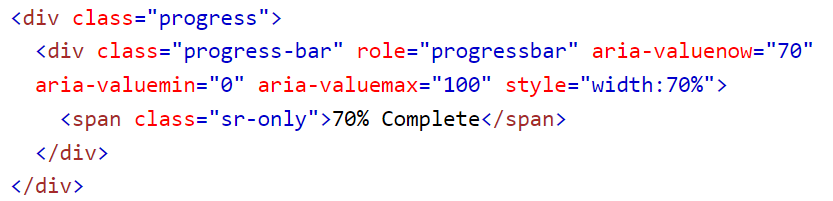 <div class="progress">
<div class="progress-bar" role="progressbar" aria-valuenow="70"
aria-valuemin="0" aria-valuemax="100" style="width:70%">
<span class="sr-only">70% Complete</span>
</div>
</div>